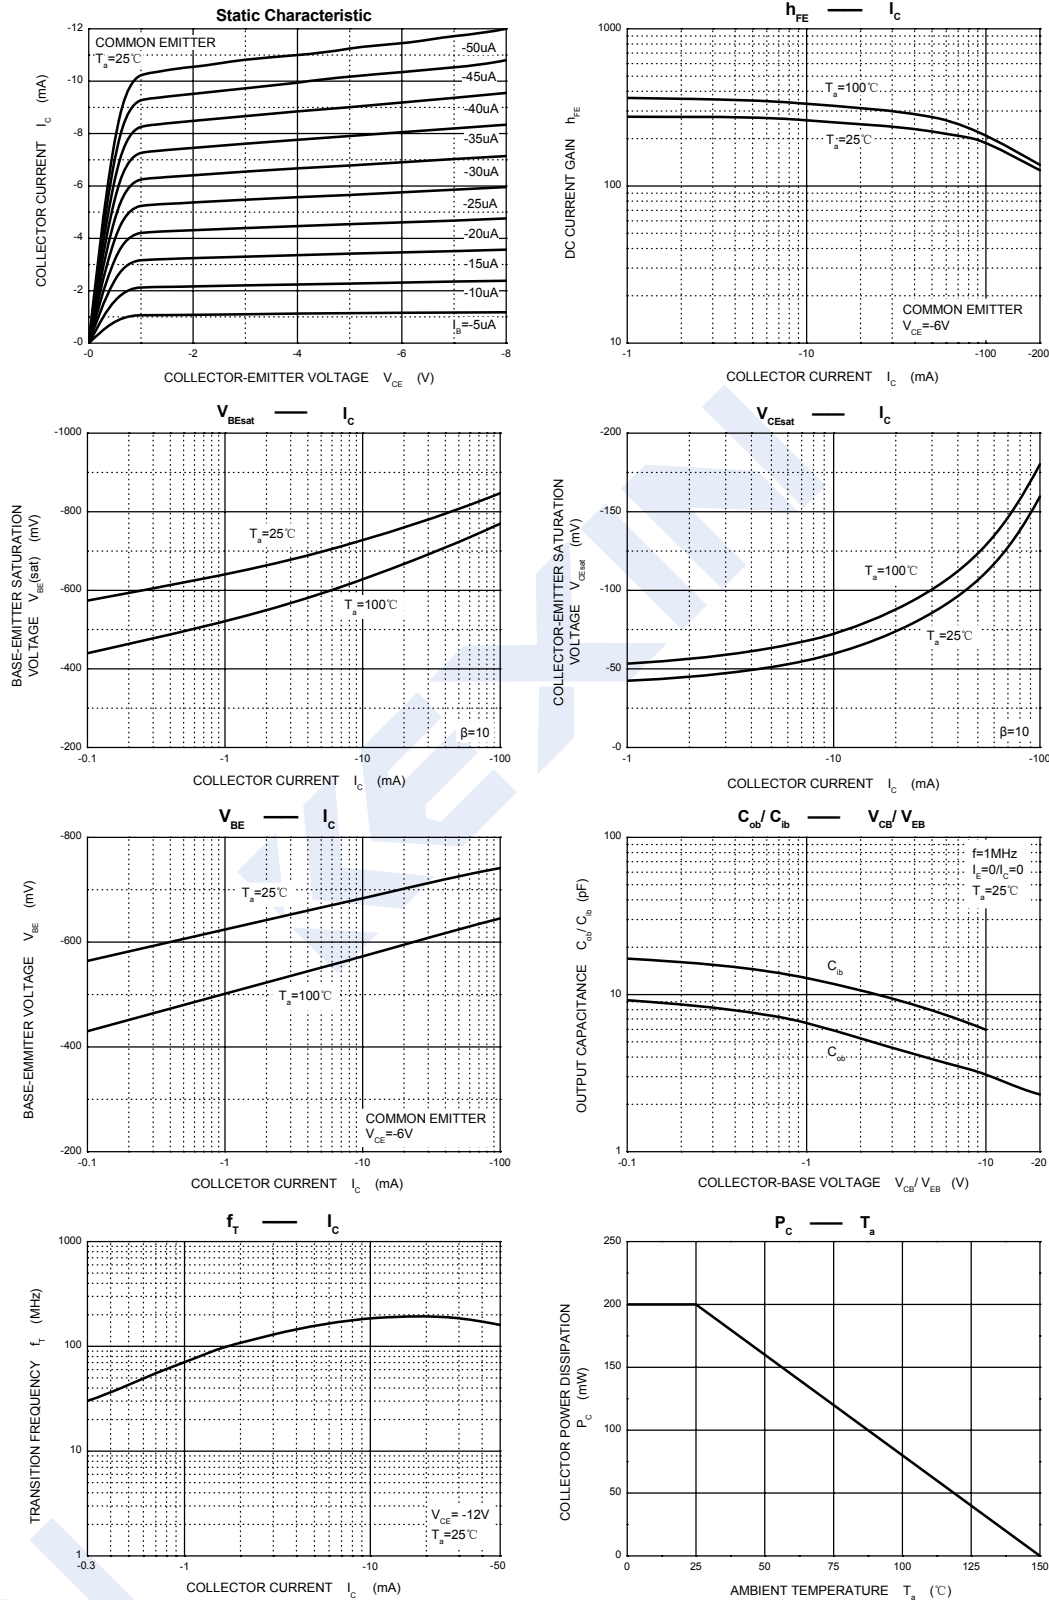 Static Characteristic
COMMON EMITTER
Ta=25℃
-50uA
-45uA
-40uA
-35uA
-30uA
-25uA
-20uA
-15uA
-10uA
IB=-5uA
-12
-10
-8
-6
-4
-2
-0
-0
-2
-4
-6
-8
COLLECTOR CURRENT IC (mA)
COLLECTOR-EMITTER VOLTAGE VCE (V)
hFE —— IC
1000
100
10
Ta=100℃
Ta=25℃
COMMON EMITTER
VCE=-6V
-1
-10
-100
-200
DC CURRENT GAIN hFE
COLLECTOR CURRENT IC (mA)
VBEsat —— IC
-1000
-800
-600
-400
-200
Ta=25℃
Ta=100℃
β=10
-0.1
-1
-10
-100
BASE-EMITTER SATURATION
VOLTAGE VBE(sat) (mV)
COLLECTOR CURRENT IC (mA)
VCEsat —— IC
-200
-150
-100
-50
-0
Ta=100℃
Ta=25℃
β=10
-1
-10
-100
COLLECTOR-EMITTER SATURATION
VOLTAGE VCEsat (mV)
COLLECTOR CURRENT IC (mA)
VBE —— IC
-800
-600
-400
-200
Ta=25℃
Ta=100℃
COMMON EMITTER
VCE=-6V
-0.1
-1
-10
-100
BASE-EMMITER VOLTAGE VBE (mV)
COLLCETOR CURRENT IC (mA)
Cob/ Cib —— VCB/ VEB
100
10
1
f=1MHz
IE=0/IC=0
Ta=25℃
Cib
Cob
-0.1
-1
-10
-20
OUTPUT CAPACITANCE Cob/ Cib (pF)
COLLECTOR-BASE VOLTAGE VCB/ VEB (V)
fT —— IC
1000
100
10
1
VCE= -12V
Ta=25℃
-0.3
-1
-10
-50
TRANSITION FREQUENCY fT (MHz)
COLLECTOR CURRENT IC (mA)
PC —— Ta
250
200
150
100
50
0
0
25
50
75
100
125
150
COLLECTOR POWER DISSIPATION
PC (mW)
AMBIENT TEMPERATURE Ta (℃)
KEXIN